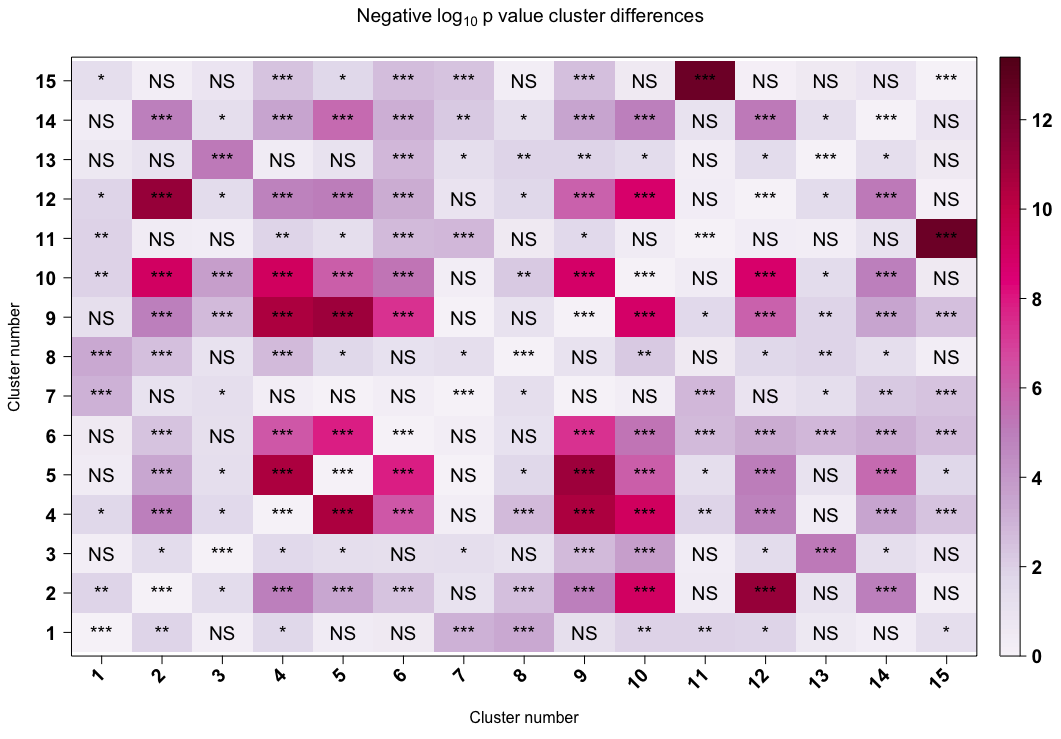 Negative log10 p value cluster differences
15 * NS NS *** * *** *** NS *** NS *** NS NS NS ***
14 NS *** * *** *** *** ** * *** *** NS *** * *** NS
13 NS NS *** NS NS *** * ** ** * NS * *** * NS
12 * *** * *** *** *** NS * *** *** NS *** * *** NS
11 ** NS NS ** * *** *** NS * NS *** NS NS NS ***
10 ** *** *** *** *** *** NS ** *** *** NS *** * *** NS
9 NS *** *** *** *** *** NS NS *** *** * *** ** *** ***
8 *** *** NS *** * NS * *** NS ** NS * ** * NS
7 *** NS * NS NS NS *** * NS NS *** NS * ** ***
6 NS *** NS *** *** *** NS NS *** *** *** *** *** *** ***
5 NS *** * *** *** *** NS * *** *** * *** NS *** *
4 * *** * *** *** *** NS *** *** *** ** *** NS *** ***
3 NS * *** * * NS * NS *** *** NS * *** * NS
2 ** *** * *** *** *** NS *** *** *** NS *** NS *** NS
1 *** ** NS * NS NS *** *** NS ** ** * NS NS *
1 2 3 4 5 6 7 8 9 10 11 12 13 14 15
Cluster number
Cluster number
12
10
8
6
4
2
0